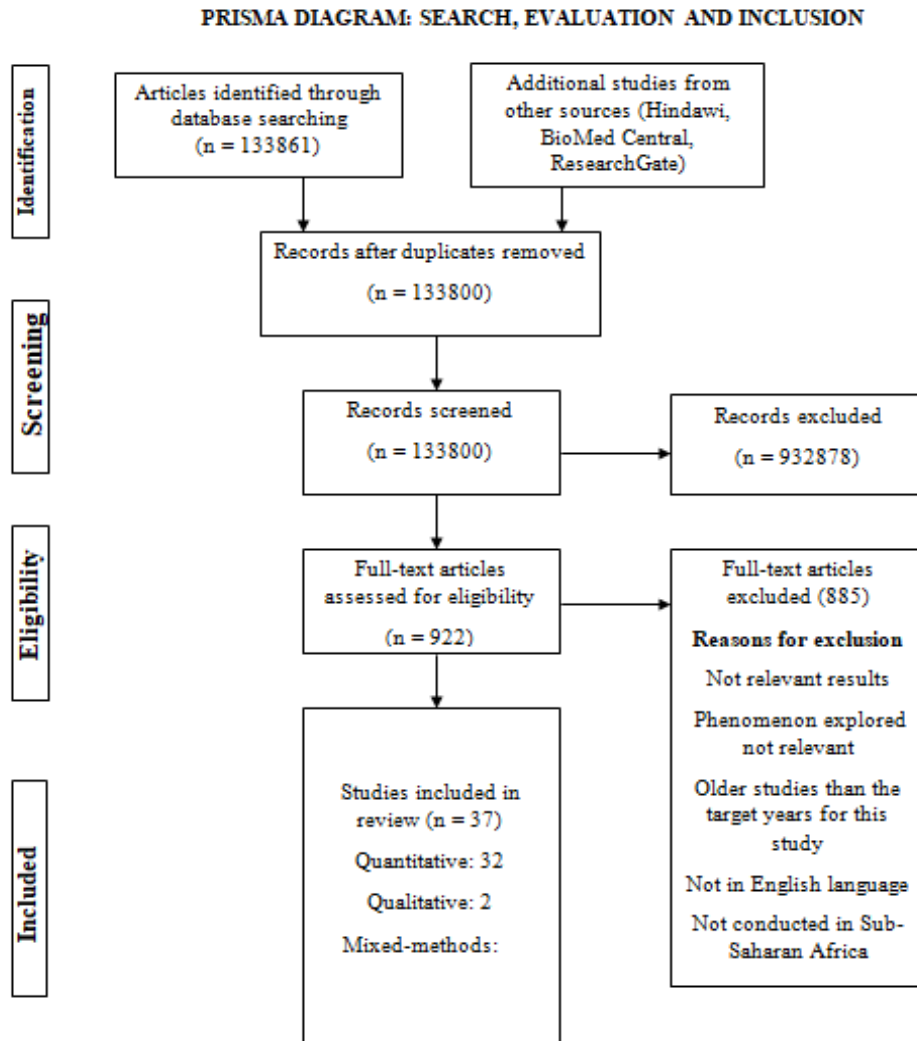 PRISMA DIAGRAM: SEARCH, EVALUATION AND INCLUSION
Identification
Articles identified through
database searching
(n = 133861)
Additional studies from
other sources (Hindawi,
BioMed Central,
ResearchGate)
Records after duplicates removed
(n = 133800)
Screening
Records screened
(n = 133800)
Records excluded
(n = 932878)
Eligibility
Full-text articles
assessed for eligibility
(n = 922)
Full-text articles
excluded (885)
Reasons for exclusion
Not relevant results
Phenomenon explored
not relevant
Older studies than the
target years for this
study
Not in English language
Not conducted in Sub-
Saharan Africa
Included
Studies included in
review (n = 37)
Quantitative: 32
Qualitative: 2
Mixed-methods: